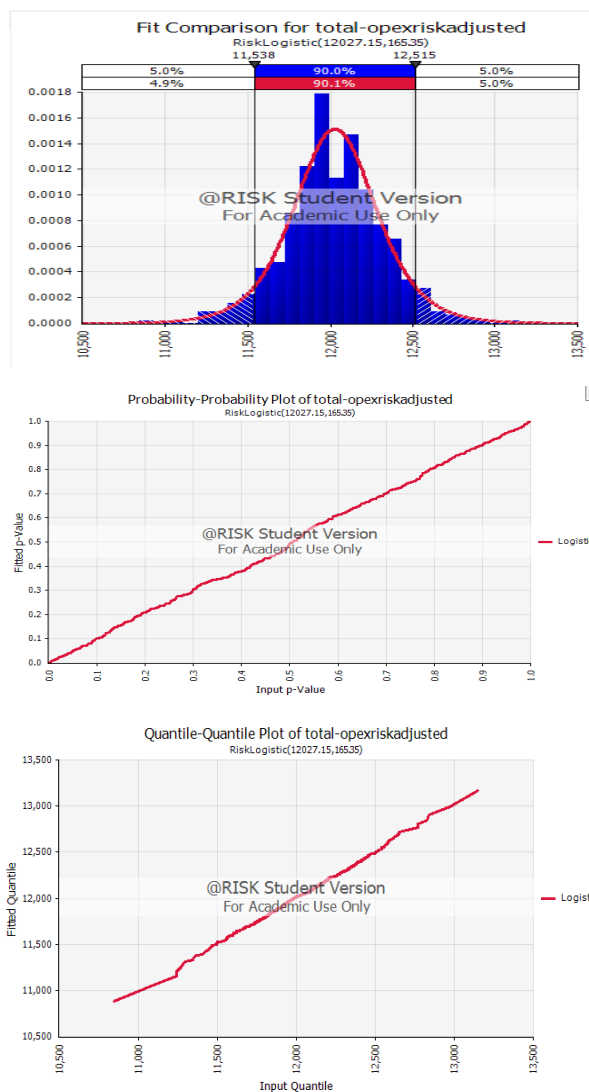 Fit Comparison for total-opexriskadjusted
RiskLogistic(12027.15,165.35)
11,538 12,515
5.0% 90.0% 5.0%
4.9% 90.1% 5.0%
0.0018
0.0016
0.0014
0.0012
0.0010
0.0008
0.0006
0.0004
0.0002
0.0000
@RISK Student Version
For Academic Use Only
10,500 11,000 11,500 12,000 12,500 13,000 13,500
Probability-Probability Plot of total-opexriskadjusted
RiskLogistic(12027.15,165.35)
1.0
0.9
0.8
0.7
0.6
0.5
0.4
0.3
0.2
0.1
0.0
Fitted p-Value
@RISK Student Version
For Academic Use Only
Logistic
0.0 0.1 0.2 0.3 0.4 0.5 0.6 0.7 0.8 0.9 1.0
Input p-Value
Quantile-Quantile Plot of total-opexriskadjusted
RiskLogistic(12027.15,165.35)
13,500
13,000
12,500
12,000
11,500
11,000
10,500
Fitted Quantile
@RISK Student Version
For Academic Use Only
Logis
10,500 11,000 11,500 12,000 12,500 13,000 13,500
Input Quantile